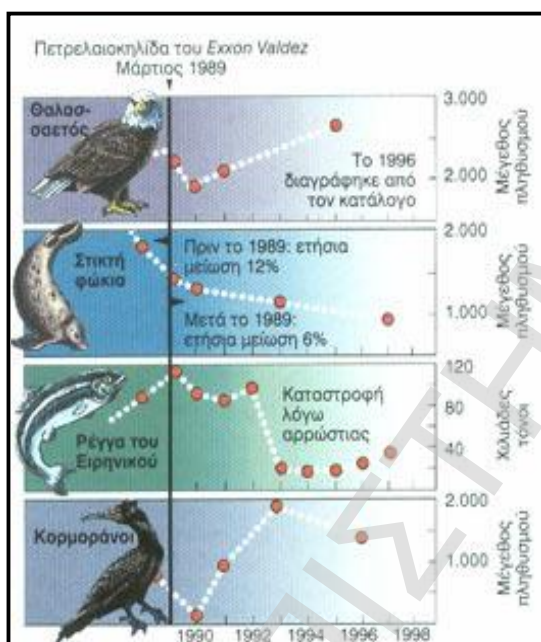 Πετρελαιοκηλίδα του Exxon Valdez
Μάρτιος 1989
Θαλασ-
σαετός
Το 1996
διαγράφηκε από
τον κατάλογο
3.000
2.000
Μέγεθος
πληθυσμού
Στικτή
φώκια
Πριν το 1989: ετήσια
μείωση 12%
Μετά το 1989:
ετήσια μείωση 6%
2.000
1.000
Μέγεθος
πληθυσμού
Ρέγγα του
Ειρηνικού
Καταστροφή
λόγω
αρρώστιας
120
80
40
Χιλιάδες
τόνοι
Κορμοράνοι
2.000
1.000
Μέγεθος
πληθυσμού
1990 1992 1994 1996 1998